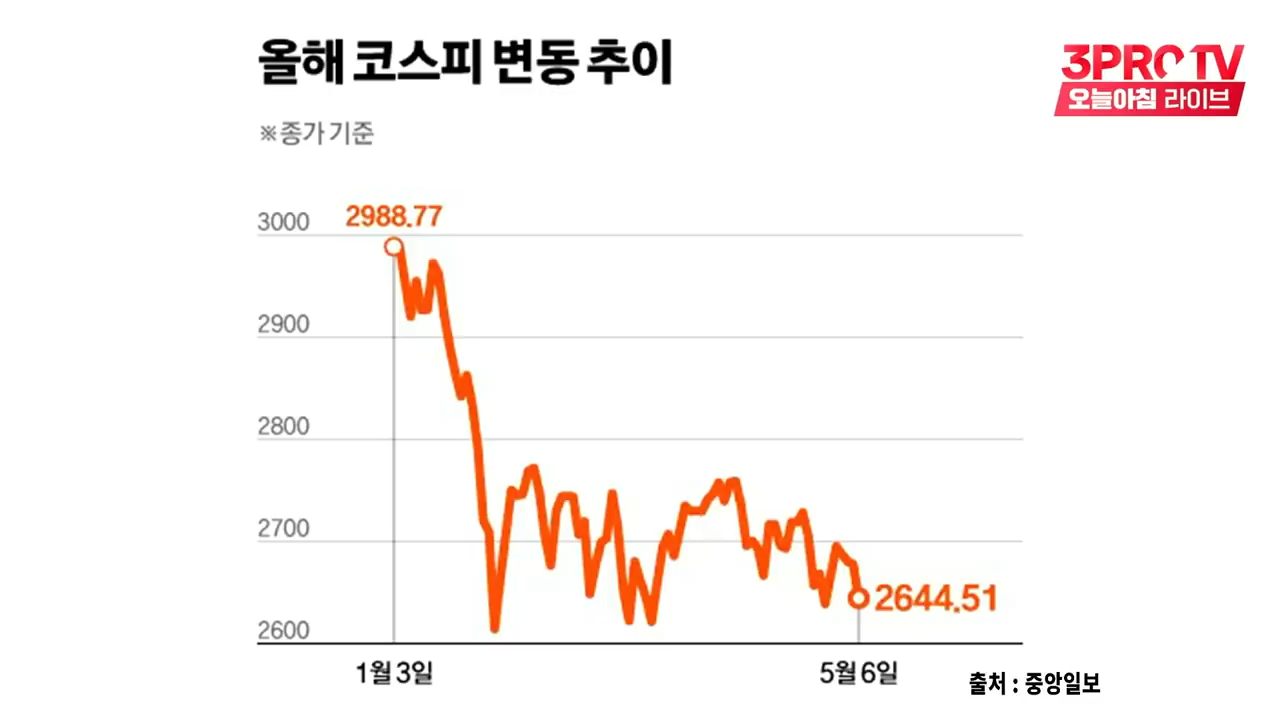 올해 코스피 변동 추이
3PRO TV
오늘아침 라이브
※종가 기준
3000
2988.77
2900
2800
2700
2644.51
2600
1월 3일
5월 6일
출처 : 중앙일보